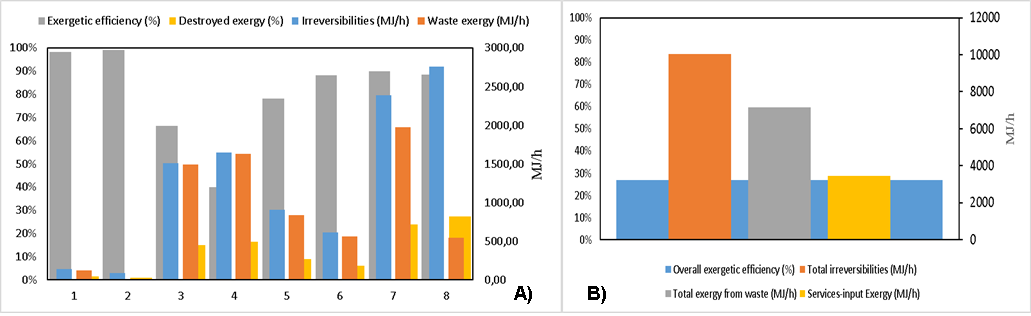 Exergetic efficiency (%) Destroyed exergy (%) Irreversibilities (MJ/h) Waste exergy (MJ/h)
100% 3000,00
90%
80% 2500,00
70%
60% 2000,00
50% 1500,00
40%
30% 1000,00
20%
10% 500,00
0% 0,00
MJ/h
1 2 3 4 5 6 7 8
A)
100% 12000
90%
80% 10000
70%
60% 8000
50% 6000
40%
30% 4000
20%
10% 2000
0% 0
MJ/h
Overall exergetic efficiency (%) Total irreversibilities (MJ/h)
Total exergy from waste (MJ/h) Services-input Exergy (MJ/h)
B)